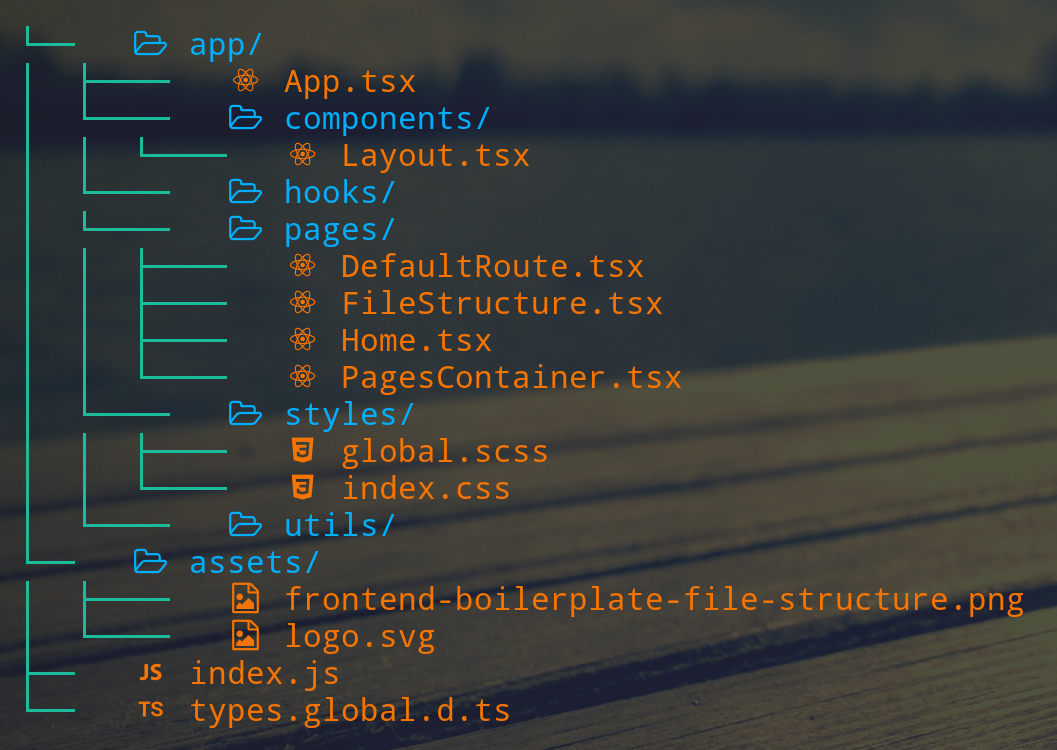 app/
App.tsx
components/
Layout.tsx
hooks/
pages/
DefaultRoute.tsx
FileStructure.tsx
Home.tsx
PagesContainer.tsx
styles/
global.scss
index.css
utils/
assets/
frontend-boilerplate-file-structure.png
logo.svg
JS index.js
TS types.global.d.ts